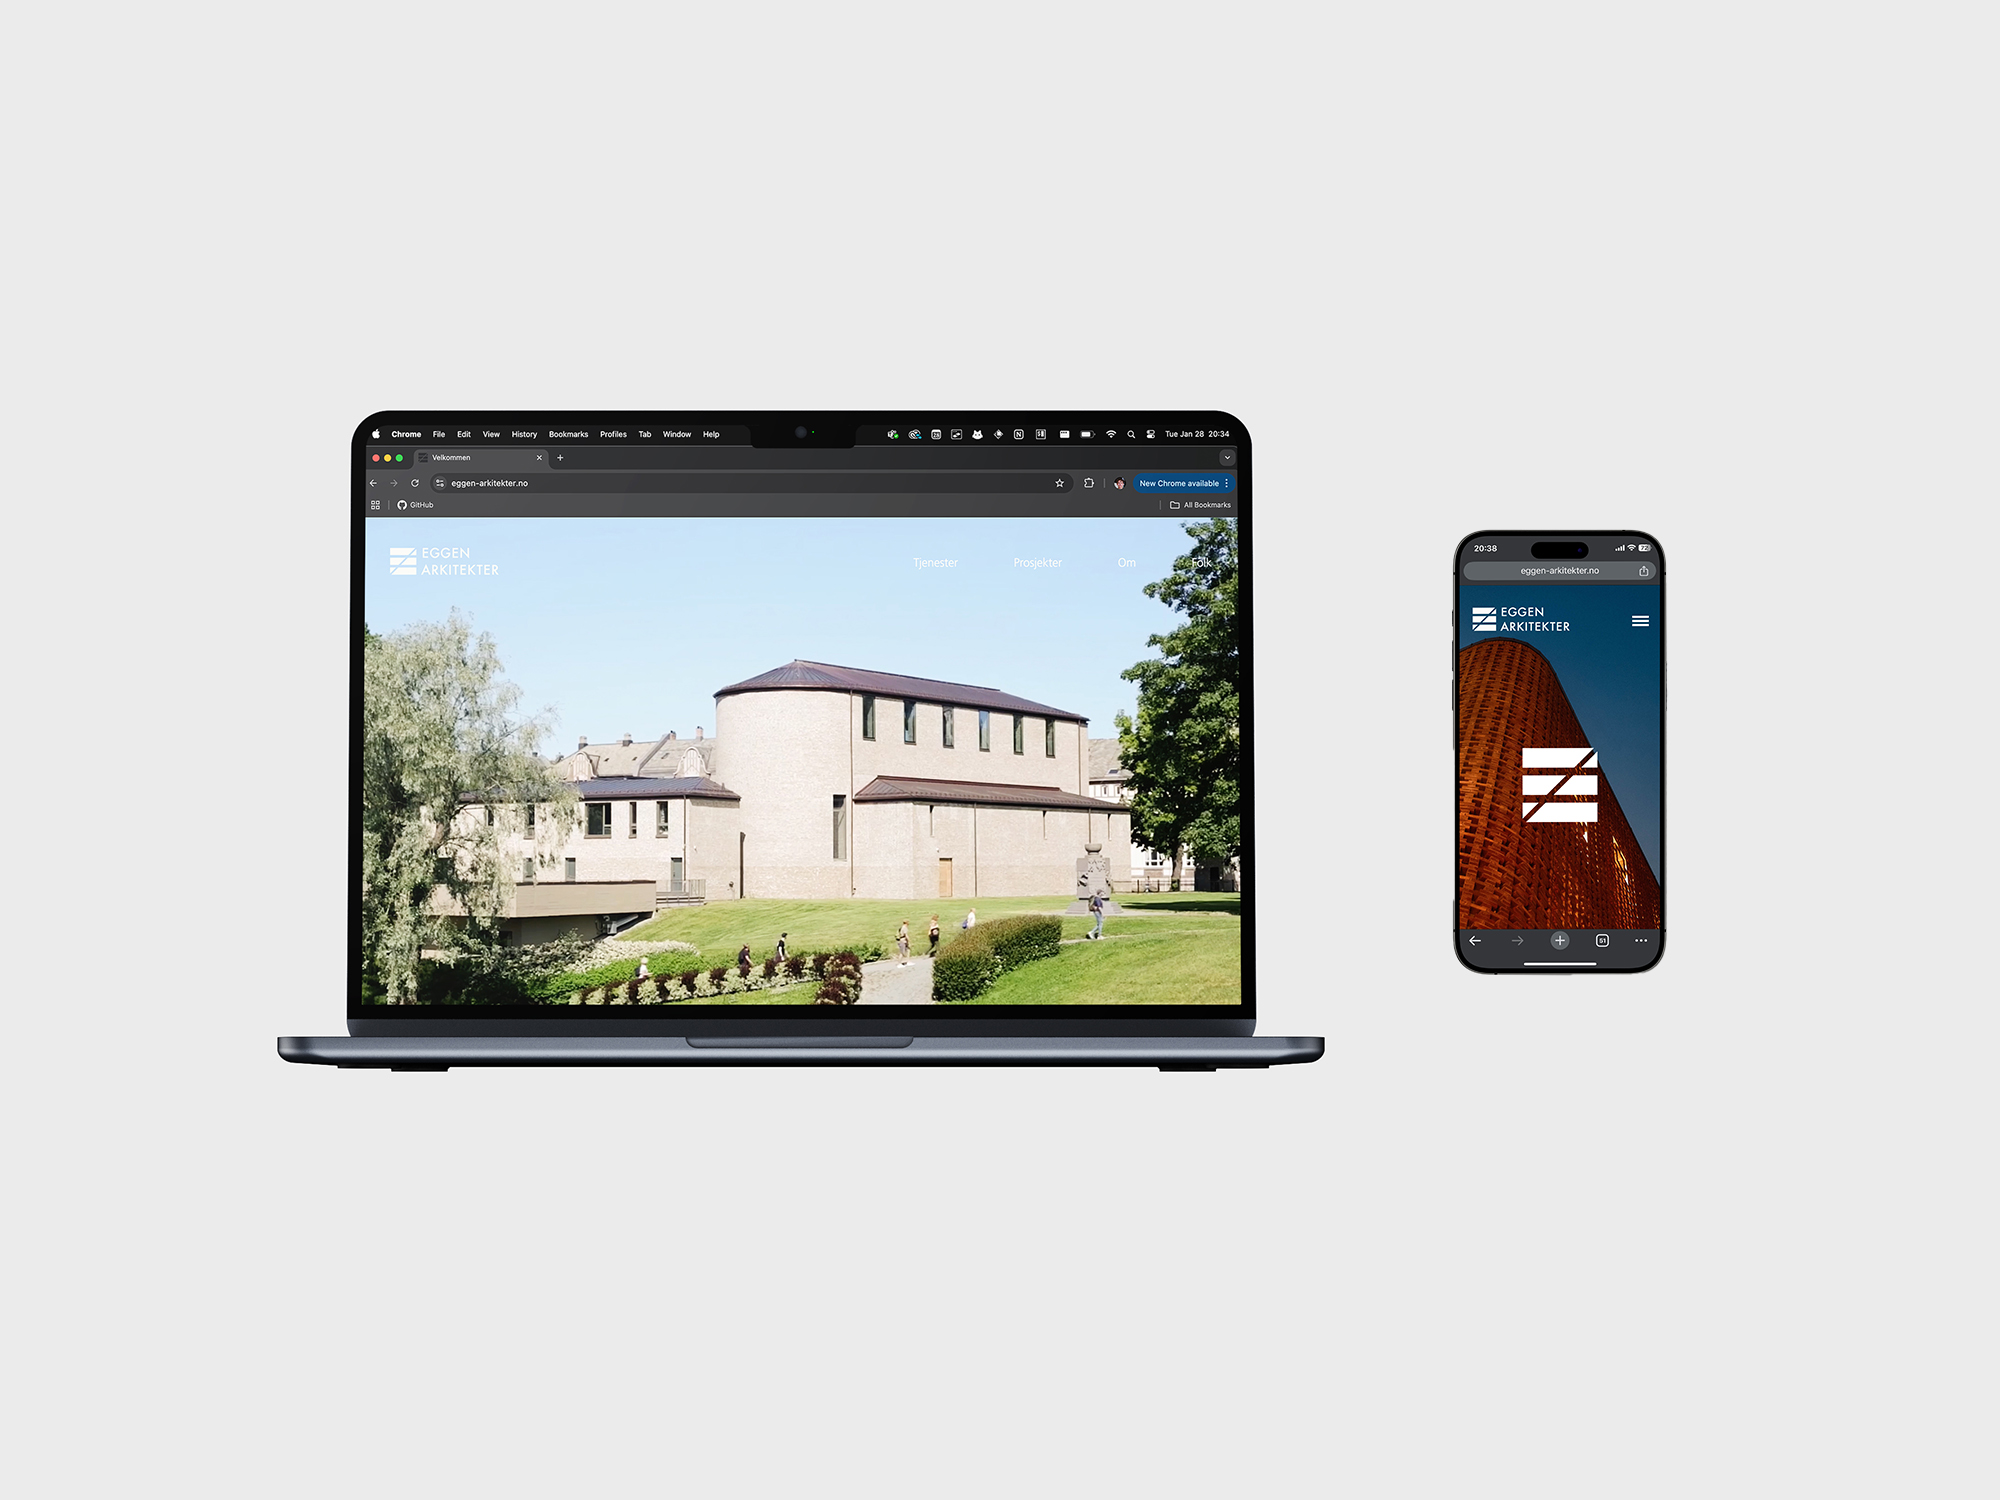 Chrome File Edit View History Bookmarks Profiles Tab Window Help Tue Jan 28 20:34
Velkommen
eggen-arkitekter.no
New Chrome available
GitHub
All Bookmarks
EGGEN
ARKITEKTER
Tjenester Prosjekter Om Folk
20:38
72
eggen-arkitekter.no
EGGEN
ARKITEKTER
51